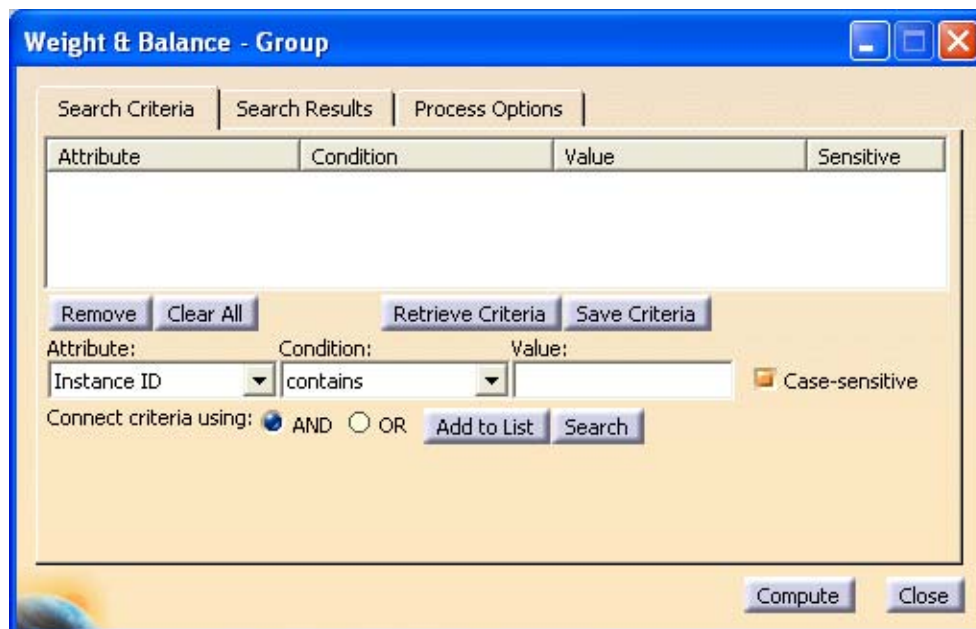 Weight & Balance - Group
Search Criteria Search Results Process Options
Attribute Condition Value Sensitive
Remove Clear All Retrieve Criteria Save Criteria
Attribute: Condition: Value:
Instance ID contains Case-sensitive
Connect criteria using: AND OR Add to List Search
Compute Close